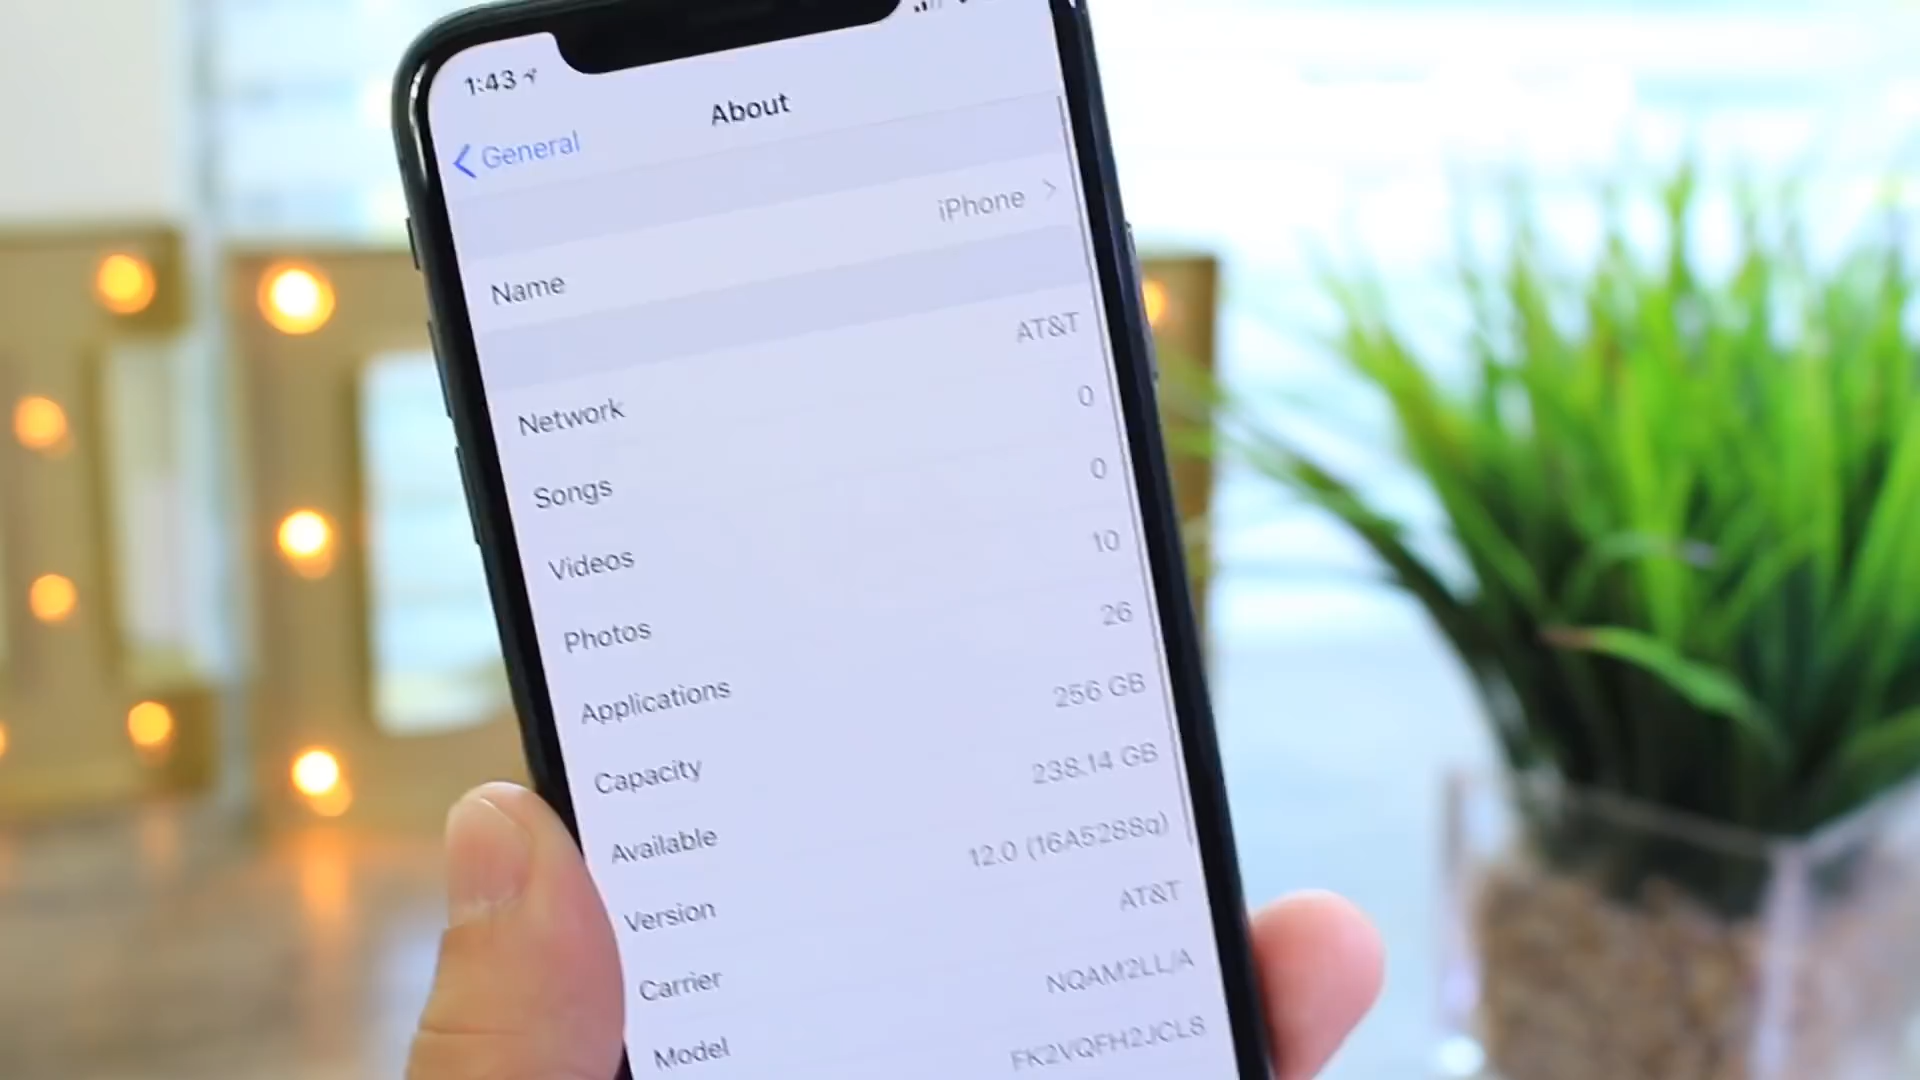 1:43
General
About
Name iPhone
Network AT&T
Songs 0
Videos 0
Photos 10
Applications 26
Capacity 256 GB
Available 238.14 GB
Version 12.0 (16A5288q)
Carrier AT&T
Model NQAM2LL/A
FK2VQFH2JCL8